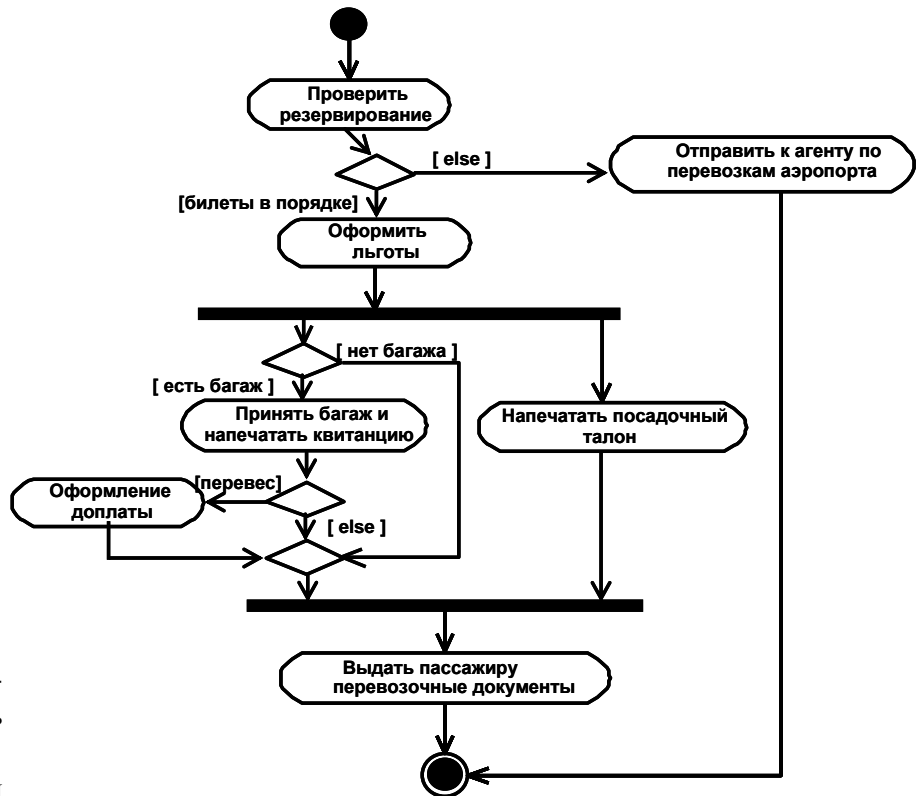 Проверить
резервирование
[ else ]
Отправить к агенту по
перевозкам аэропорта
[билеты в порядке]
Оформить
льготы
[ нет багажа ]
[ есть багаж ]
Принять багаж и
напечатать квитанцию
Напечатать посадочный
талон
[перевес]
Оформление
доплаты
[ else ]
Выдать пассажиру
перевозочные документы